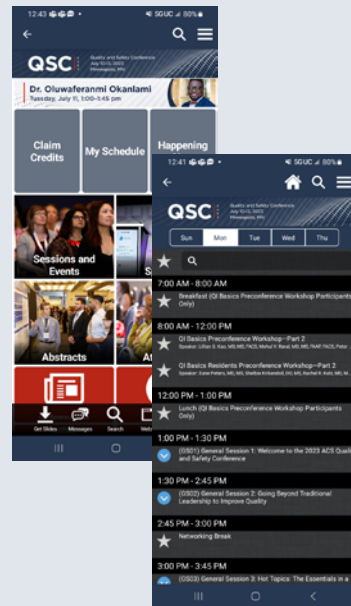 12:43
SGUC 80%
QSC
Quality and Safety Conference
July 10-13, 2023
Minneapolis, MN
Dr. Oluwaferanmi Okanlami
Tuesday, July 11, 1:00-1:45 pm
Claim
Credits
My Schedule
Happening
Sessions and
Events
S
Abstracts
At
Get Slides
Messages
Search
12:41
SGUC 80%
QSC
Quality and Safety Conference
July 10-13, 2023
Minneapolis, MN
Sun
Mon
Tue
Wed
Thu
7:00 AM - 8:00 AM
Breakfast (QI Basics Preconference Workshop Participants
Only)
8:00 AM - 12:00 PM
QI Basics Preconference Workshop--Part 2
QI Basics Residents Preconference Workshop--Part 2
12:00 PM - 1:00 PM
Lunch (QI Basics Preconference Workshop Participants
Only)
1:00 PM - 1:30 PM
(GS01) General Session 1: Welcome to the 2023 ACS Quali
and Safety Conference
1:30 PM - 2:45 PM
(GS02) General Session 2: Going Beyond Traditional
Leadership to Improve Quality
2:45 PM - 3:00 PM
Networking Break
3:00 PM - 3:45 PM
(GS03) General Session 3: Hot Topics: The Essentials in a